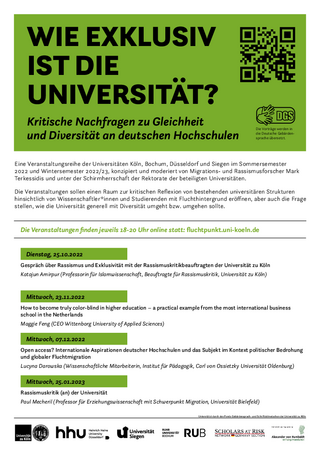 WIE EXKLUSIV
IST DIE
UNIVERSITÄT?
Kritische Nachfragen zu Gleichheit
und Diversität an deutschen Hochschulen
DGS
Die Vorträge werden in
die Deutsche Gebärden-
sprache übersetzt.
Eine Veranstaltungsreihe der Universitäten Köln, Bochum, Düsseldorf und Siegen im Sommersemester
2022 und Wintersemester 2022/23, konzipiert und moderiert von Migrations- und Rassismusforscher Mark
Terkessidis und unter der Schirmherrschaft der Rektorate der beteiligten Universitäten.
Die Veranstaltungen sollen einen Raum zur kritischen Reflexion von bestehenden universitären Strukturen
hinsichtlich von Wissenschaftler*innen und Studierenden mit Fluchthintergrund eröffnen, aber auch die Frage
stellen, wie die Universität generell mit Diversität umgeht bzw. umgehen sollte.
Die Veranstaltungen finden jeweils 18-20 Uhr online statt: fluchtpunkt.uni-koeln.de
Dienstag, 25.10.2022
Gespräch über Rassismus und Exklusivität mit der Rassismuskritikbeauftragten der Universität zu Köln
Katajun Amirpur (Professorin für Islamwissenschaft, Beauftragte für Rassismuskritik, Universität zu Köln)
Mittwoch, 23.11.2022
How to become truly color-blind in higher education – a practical example from the most international business
school in the Netherlands
Maggie Feng (CEO Wittenborg University of Applied Sciences)
Mittwoch, 07.12.2022
Open access? Internationale Aspirationen deutscher Hochschulen und das Subjekt im Kontext politischer Bedrohung
und globaler Fluchtmigration
Lucyna Darowska (Wissenschaftliche Mitarbeiterin, Institut für Pädagogik, Carl von Ossietzky Universität Oldenburg)
Mittwoch, 25.01.2023
Rassismuskritik (an) der Universität
Paul Mecheril (Professor für Erziehungswissenschaft mit Schwerpunkt Migration, Universität Bielefeld)
hhu
Heinrich Heine
Universität
Düsseldorf
Universität
Siegen
RUHR
UNIVERSITÄT
BOCHUM
RUB
SCHOLARS AT RISK
NETWORK GERMANY SECTION
Alexander von Humboldt